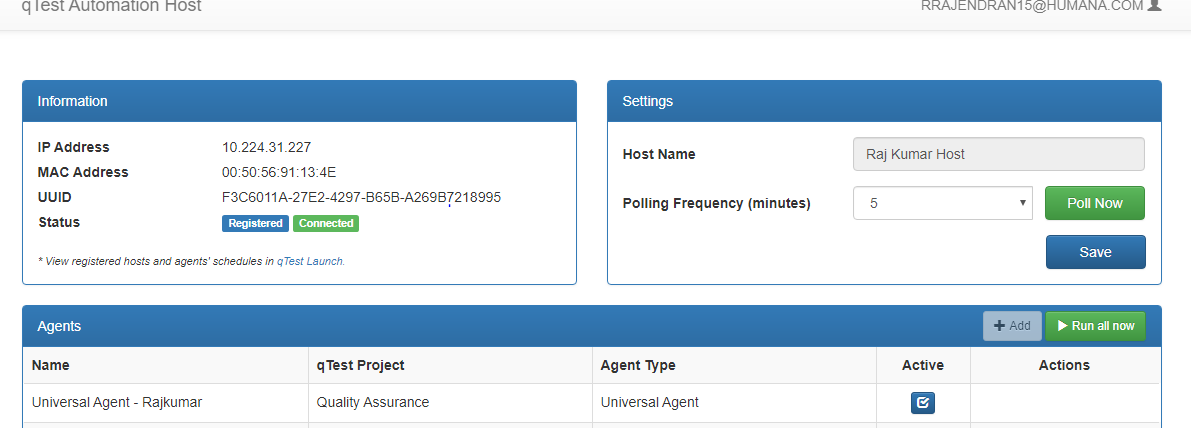 qTest Automation Host
RRAJENDRAN15@HUMANA.COM
Information
IP Address 10.224.31.227
MAC Address 00:50:56:91:13:4E
UUID F3C6011A-27E2-4297-B65B-A269B7218995
Status Registered Connected
* View registered hosts and agents' schedules in qTest Launch.
Settings
Host Name Raj Kumar Host
Polling Frequency (minutes) 5 Poll Now
Save
Agents Add Run all now
Name qTest Project Agent Type Active Actions
Universal Agent - Rajkumar Quality Assurance Universal Agent